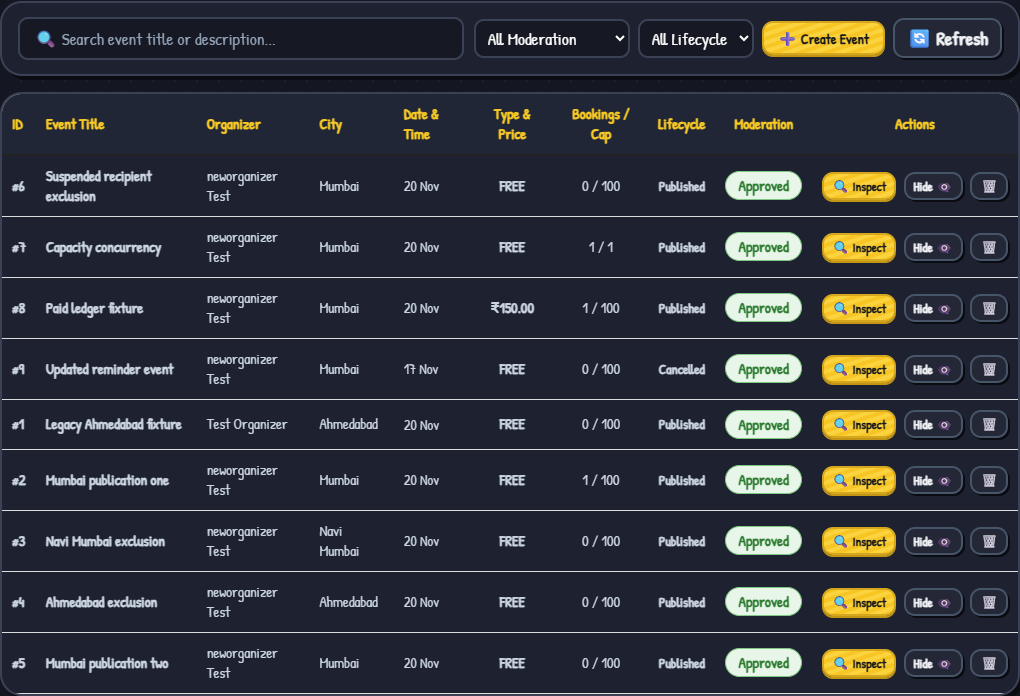 Search event title or description...
All Moderation
All Lifecycle
Create Event
Refresh
ID Event Title Organizer City Date & Time Type & Price Bookings / Cap Lifecycle Moderation Actions
#6 Suspended recipient exclusion neworganizer Test Mumbai 20 Nov FREE 0 / 100 Published Approved Inspect Hide
#7 Capacity concurrency neworganizer Test Mumbai 20 Nov FREE 1 / 1 Published Approved Inspect Hide
#8 Paid ledger fixture neworganizer Test Mumbai 20 Nov ₹150.00 1 / 100 Published Approved Inspect Hide
#9 Updated reminder event neworganizer Test Mumbai 17 Nov FREE 0 / 100 Cancelled Approved Inspect Hide
#1 Legacy Ahmedabad fixture Test Organizer Ahmedabad 20 Nov FREE 0 / 100 Published Approved Inspect Hide
#2 Mumbai publication one neworganizer Test Mumbai 20 Nov FREE 1 / 100 Published Approved Inspect Hide
#3 Navi Mumbai exclusion neworganizer Test Navi Mumbai 20 Nov FREE 0 / 100 Published Approved Inspect Hide
#4 Ahmedabad exclusion neworganizer Test Ahmedabad 20 Nov FREE 0 / 100 Published Approved Inspect Hide
#5 Mumbai publication two neworganizer Test Mumbai 20 Nov FREE 0 / 100 Published Approved Inspect Hide